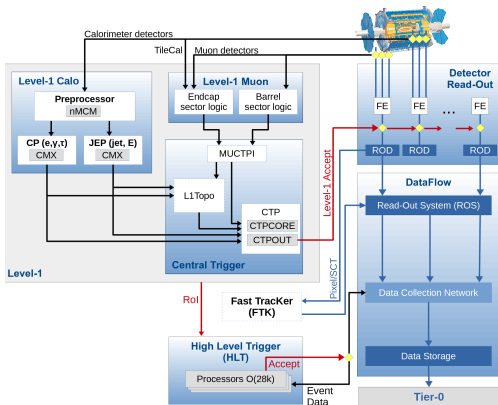 Calorimeter detectors
TileCal
Muon detectors
Level-1 Calo
Preprocessor
nMCM
CP (e,γ,τ)
CMX
JEP (jet, E)
CMX
Level-1 Muon
Endcap
sector logic
Barrel
sector logic
MUCTPI
L1Topo
CTP
CTPCORE
CTPOUT
Central Trigger
Level-1
Level-1 Accept
Detector
Read-Out
FE
FE
...
FE
ROD
ROD
ROD
DataFlow
Read-Out System (ROS)
Data Collection Network
Data Storage
Tier-0
Pixel/SCT
RoI
Fast TracKer
(FTK)
High Level Trigger
(HLT)
Accept
Processors O(28k)
Event
Data